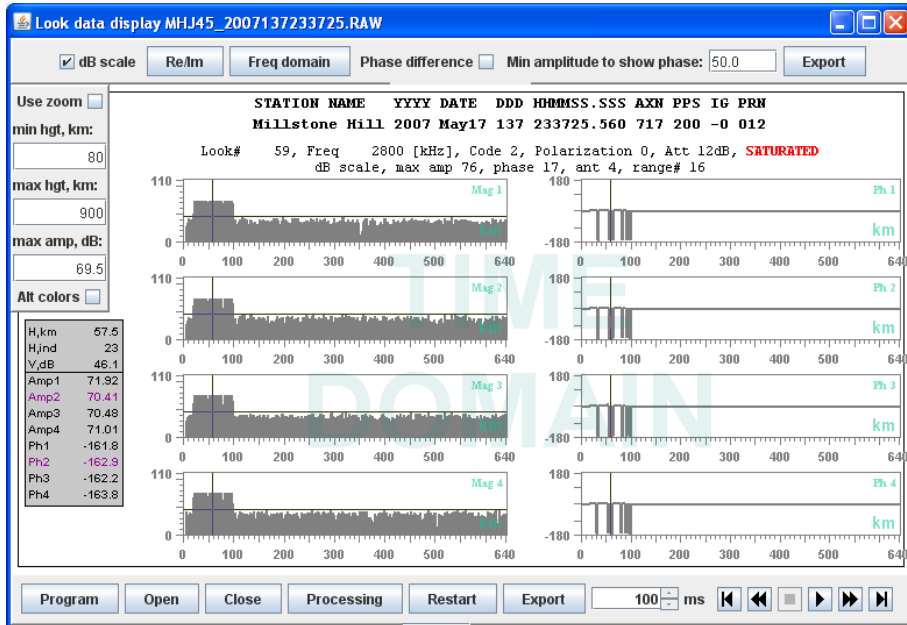 Look data display MHJ45_2007137233725.RAW
dB scale Re/Im Freq domain Phase difference Min amplitude to show phase: 50.0 Export
Use zoom
min hgt, km:
80
max hgt, km:
900
max amp, dB:
69.5
Alt colors
STATION NAME YYYY DATE DDD HHMMSS.SSS AXN PPS IG PRN
Millstone Hill 2007 May17 137 233725.560 717 200 -0 012
Look# 59, Freq 2800 [kHz], Code 2, Polarization 0, Att 12dB, SATURATED
dB scale, max amp 76, phase 17, ant 4, range# 16
110 Mag 1 180 Ph 1
km km
0 -180
0 100 200 300 400 500 640 0 100 200 300 400 500 640
110 Mag 2 180 Ph 2
km km
0 -180
0 100 200 300 400 500 640 0 100 200 300 400 500 640
110 Mag 3 180 Ph 3
km km
0 -180
0 100 200 300 400 500 640 0 100 200 300 400 500 640
110 Mag 4 180 Ph 4
km km
0 -180
0 100 200 300 400 500 640 0 100 200 300 400 500 640
TIME
DOMAIN
H,km 57.5
H,ind 23
V,dB 46.1
Amp1 71.92
Amp2 70.41
Amp3 70.48
Amp4 71.01
Ph1 -161.8
Ph2 -162.9
Ph3 -162.2
Ph4 -163.8
Program Open Close Processing Restart Export 100 ms